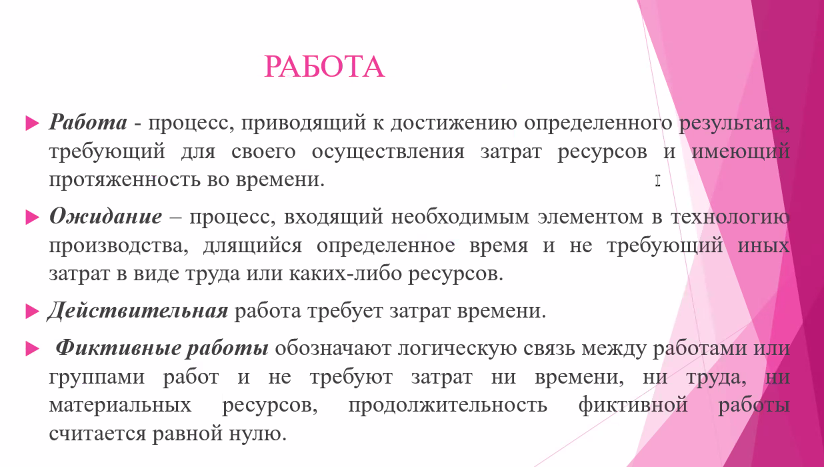 РАБОТА
Работа - процесс, приводящий к достижению определенного результата,
требующий для своего осуществления затрат ресурсов и имеющий
протяженность во времени.
Ожидание – процесс, входящий необходимым элементом в технологию
производства, длящийся определенное время и не требующий иных
затрат в виде труда или каких-либо ресурсов.
Действительная работа требует затрат времени.
Фиктивные работы обозначают логическую связь между работами или
группами работ и не требуют затрат ни времени, ни труда, ни
материальных ресурсов, продолжительность фиктивной работы
считается равной нулю.